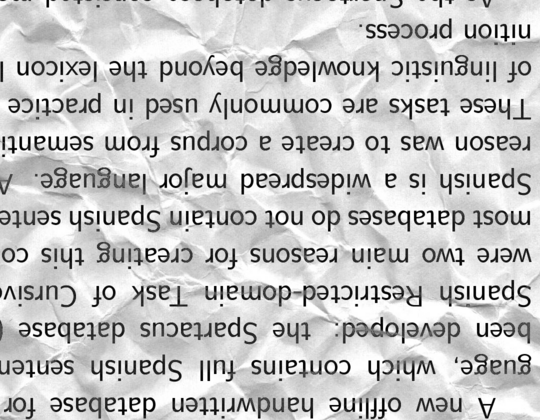 A new offline handwritten database for
guage, which contains full Spanish senten
been developed: the Spartacus database (
Spanish Restricted-domain Task of Cursive
were two main reasons for creating this co
most databases do not contain Spanish sente
Spanish is a widespread major language. A
reason was to create a corpus from semanti
These tasks are commonly used in practice
of linguistic knowledge beyond the lexicon
nition process.
As the Spartacus database consisted